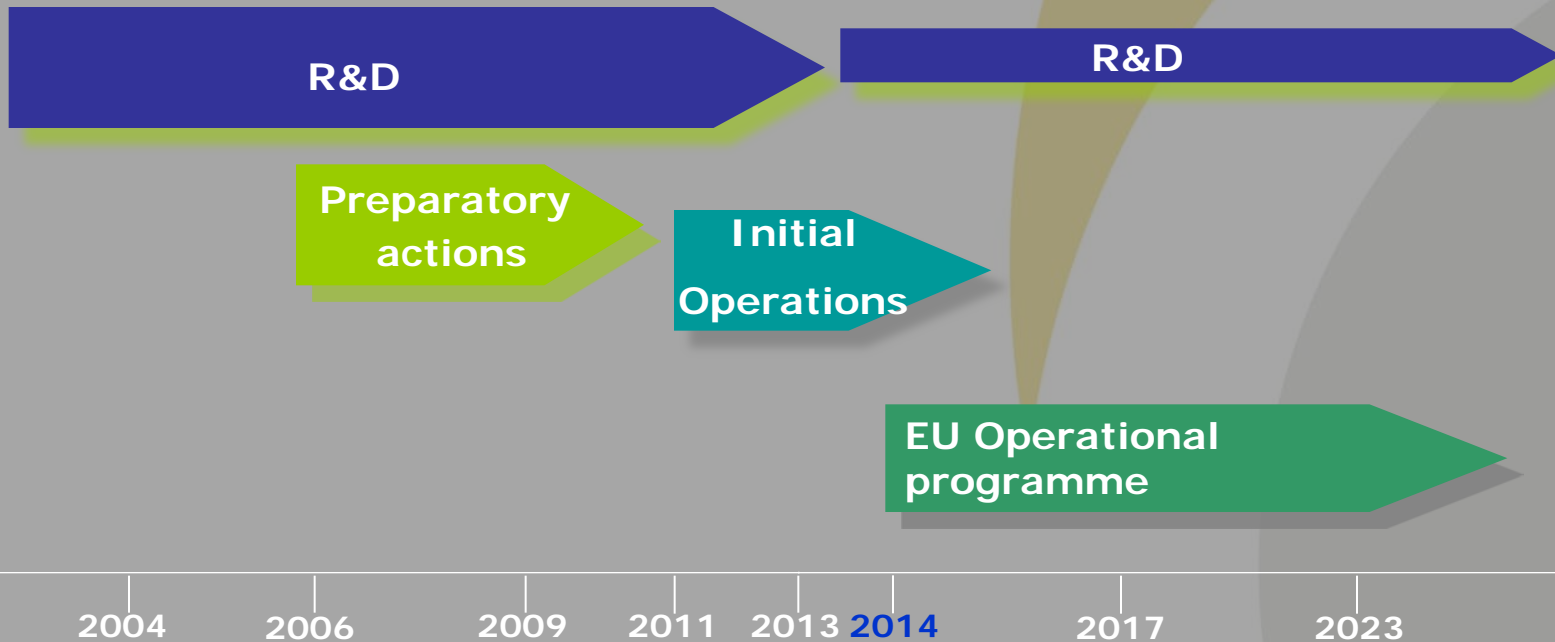 R&D
R&D
Preparatory
actions
Initial
Operations
EU Operational
programme
2004 2006 2009 2011 2013 2014 2017 2023